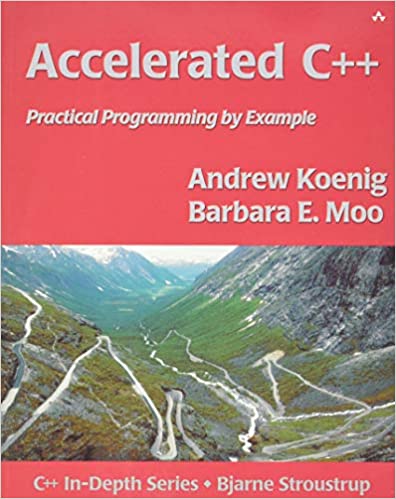 Accelerated C++
Practical Programming by Example
Andrew Koenig
Barbara E. Moo
C++ In-Depth Series • Bjarne Stroustrup